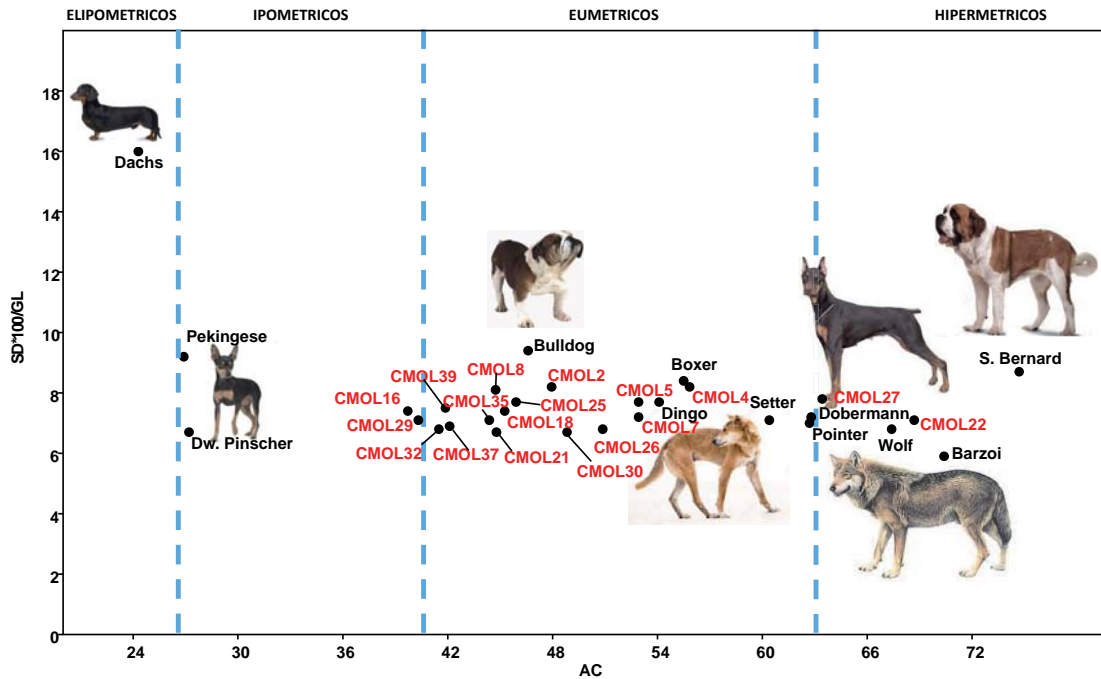 ELIPOMETRICOS IPOMETRICOS EUMETRICOS HIPERMETRICOS
18
16
14
12
10
8
6
4
2
0
SD*100/GL
Dachs
Pekingese
Dw. Pinscher
Bulldog
Boxer
Dingo
Setter
Dobermann
Pointer
Wolf
Barzoi
S. Bernard
CMOL16
CMOL29
CMOL39
CMOL32
CMOL37
CMOL35
CMOL8
CMOL21
CMOL18
CMOL25
CMOL2
CMOL30
CMOL26
CMOL5
CMOL7
CMOL4
CMOL27
CMOL22
24 30 36 42 48 54 60 66 72
AC